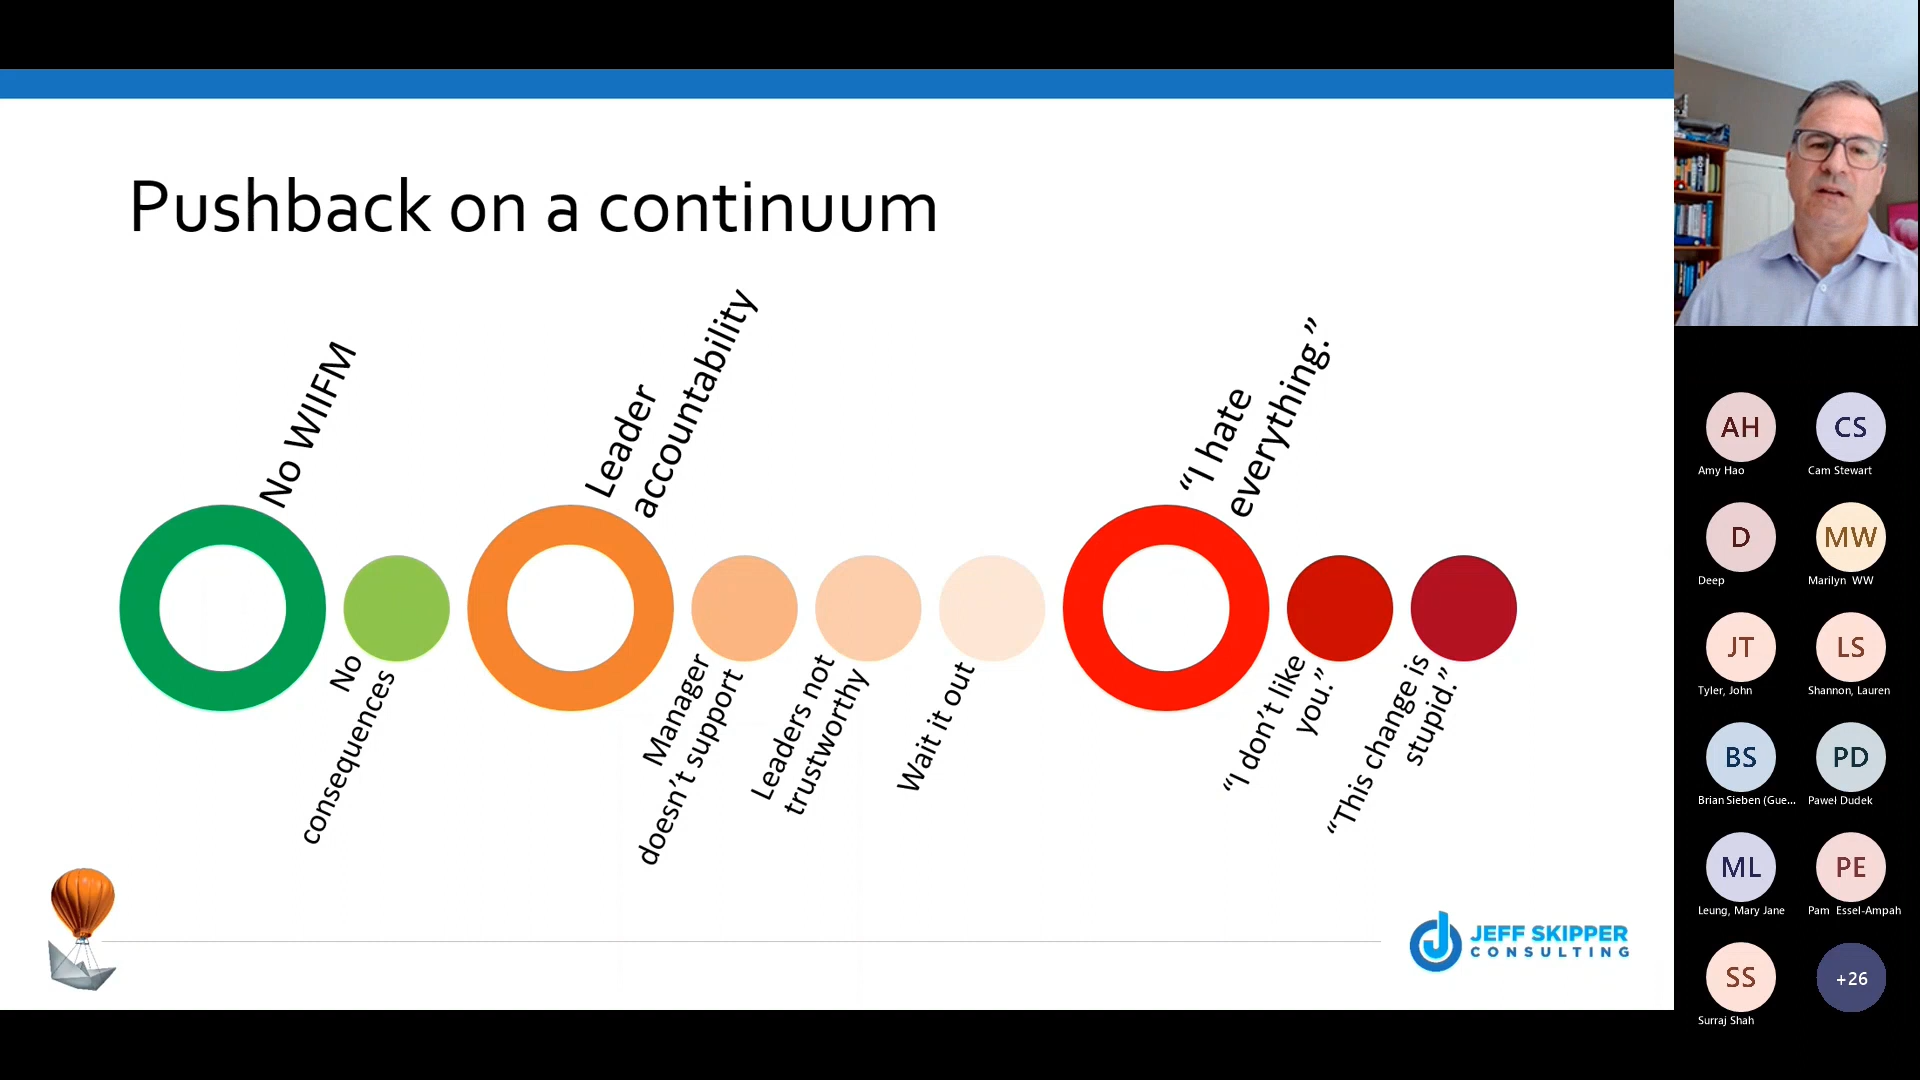 Pushback on a continuum
No WIIFM
No
consequences
Leader
accountability
Manager
doesn't support
Leaders not
trustworthy
Wait it out
“I hate
everything.”
“I don't like
you.”
“This change is
stupid.”
JEFF SKIPPER
CONSULTING
AH
Amy Hao
CS
Cam Stewart
D
Deep
MW
Marilyn WW
JT
Tyler, John
LS
Shannon, Lauren
BS
Brian Sieben (Gue...
PD
Paweł Dudek
ML
Leung, Mary Jane
PE
Pam Essel-Ampah
SS
Surraj Shah
+26